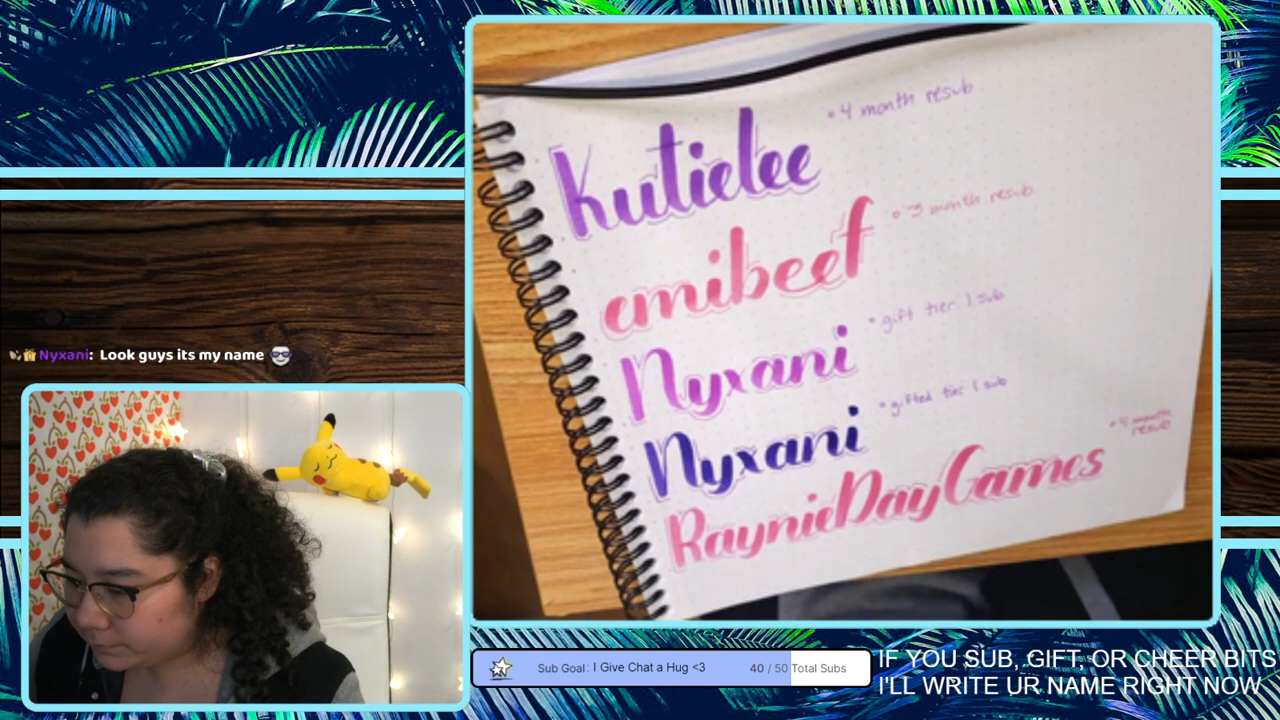 Kutielee
• 4 month resub
emibeef
• 3 month resub
Nyxani
• gift tier 1 sub
Nyxani
• gifted tier 1 sub
RaynieDayGames
• 4 month
resub
Nyxani: Look guys its my name
Sub Goal: I Give Chat a Hug <3 40 / 50 Total Subs
IF YOU SUB, GIFT, OR CHEER BITS
I'LL WRITE UR NAME RIGHT NOW